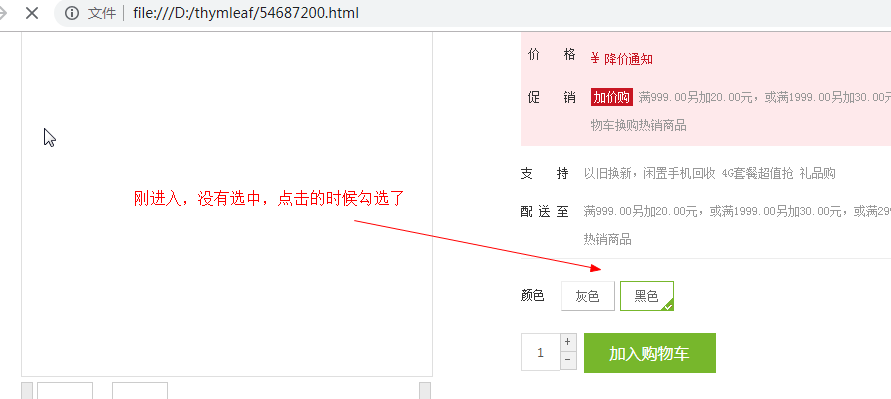 文件 file:///D:/thymleaf/54687200.html
价 格 ¥ 降价通知
促 销 加价购 满999.00另加20.00元，或满1999.00另加30.00元
物车换购热销商品
刚进入，没有选中，点击的时候勾选了
支 持 以旧换新，闲置手机回收 4G套餐超值抢 礼品购
配 送 至 满999.00另加20.00元，或满1999.00另加30.00元，或满29
热销商品
颜色 灰色 黑色
1 + − 加入购物车